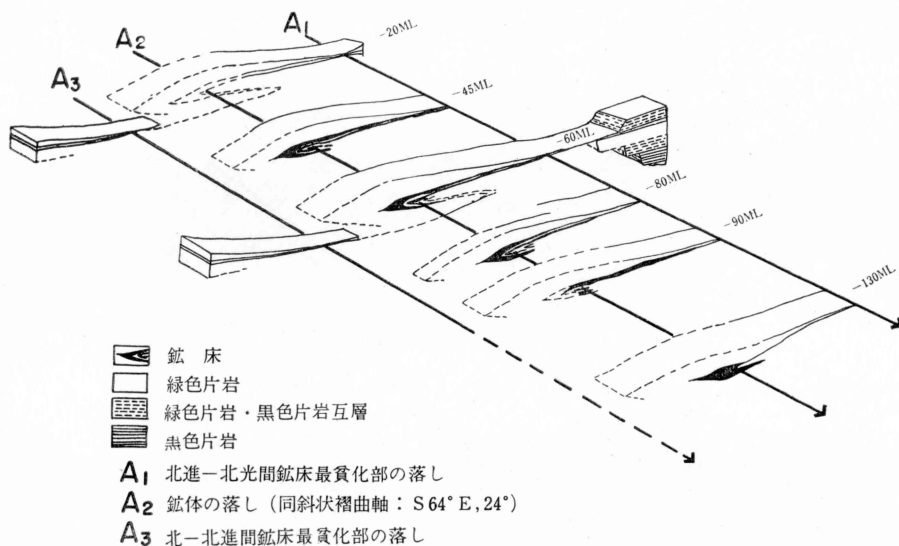 A1
A2
A3
-20ML
-45ML
-60ML
-80ML
-90ML
-130ML
鉱 床
緑色片岩
緑色片岩・黒色片岩互層
黒色片岩
A1 北進−北光間鉱床最貧化部の落し
A2 鉱体の落し(同斜状褶曲軸:S64°E,24°)
A3 北−北進間鉱床最貧化部の落し